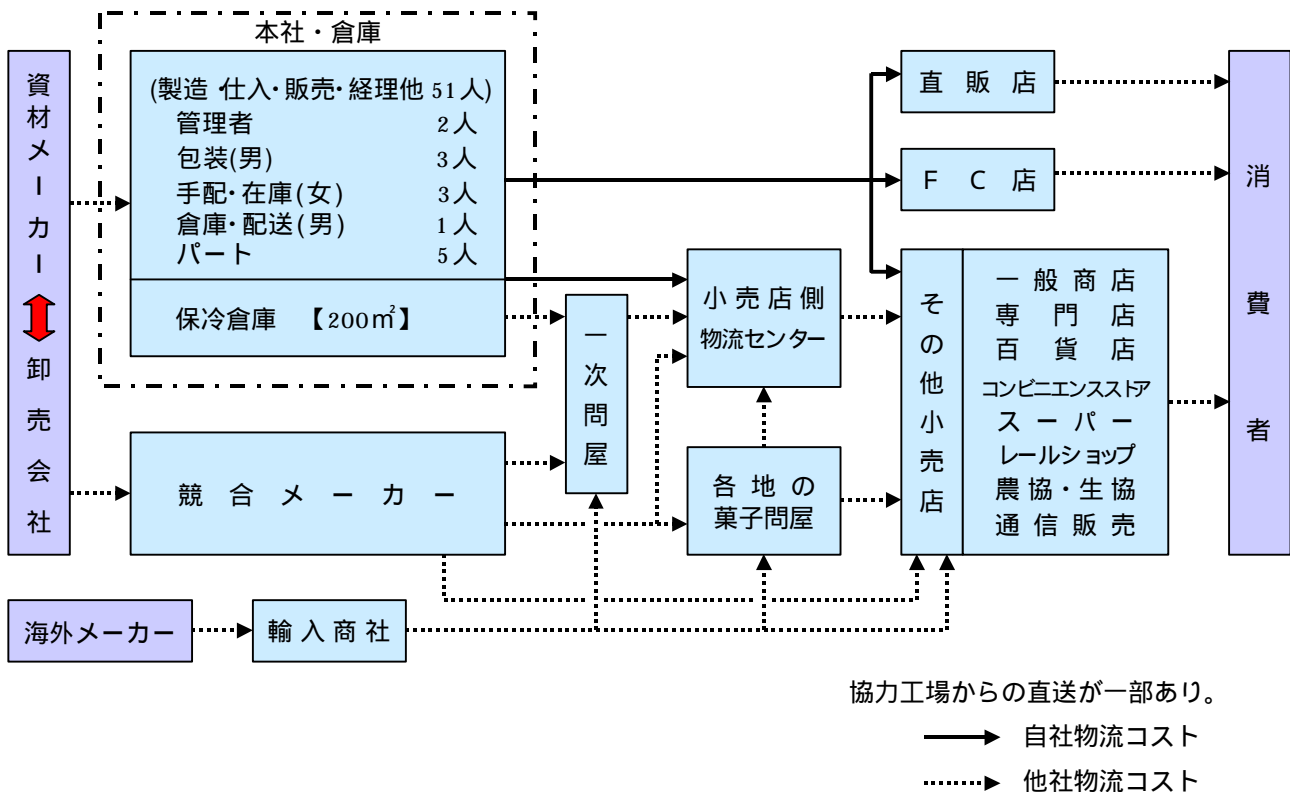 本社・倉庫
資材メーカー
卸売会社
(製造・仕入・販売・経理他 51人)
管理者 2人
包装(男) 3人
手配・在庫(女) 3人
倉庫・配送(男) 1人
パート 5人
保冷倉庫 【200㎡】
競合メーカー
海外メーカー
輸入商社
一次問屋
小売店側
物流センター
各地の
菓子問屋
直販店
FC店
その他小売店
一般商店
専門店
百貨店
コンビニエンスストア
スーパー
レールショップ
農協・生協
通信販売
消費者
協力工場からの直送が一部あり。
自社物流コスト
他社物流コスト